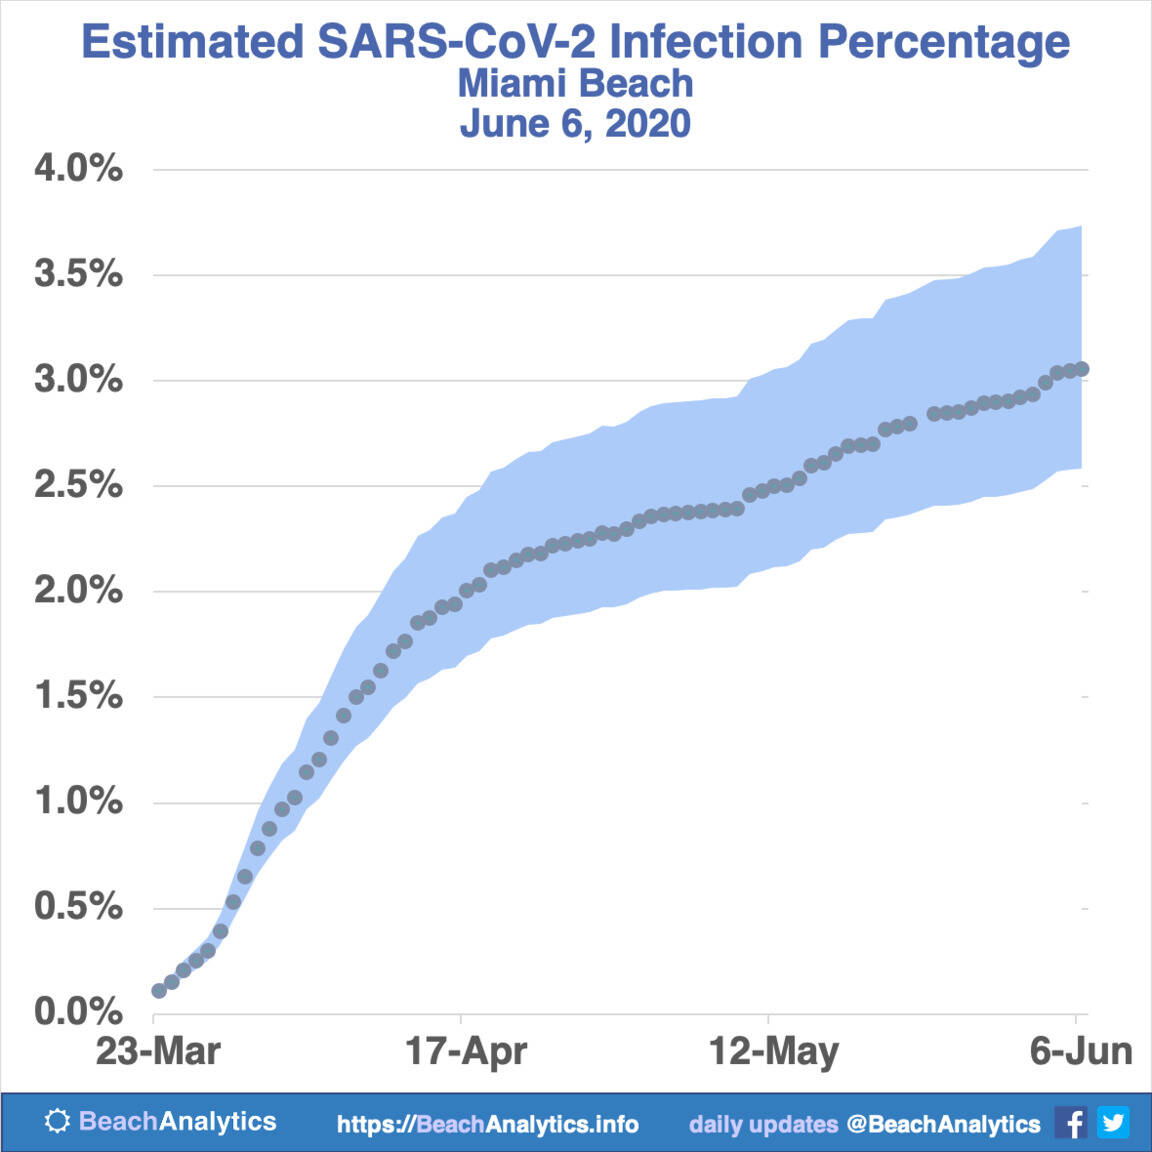 Estimated SARS-CoV-2 Infection Percentage
Miami Beach
June 6, 2020
4.0%
3.5%
3.0%
2.5%
2.0%
1.5%
1.0%
0.5%
0.0%
23-Mar 17-Apr 12-May 6-Jun
BeachAnalytics https://BeachAnalytics.info daily updates @BeachAnalytics